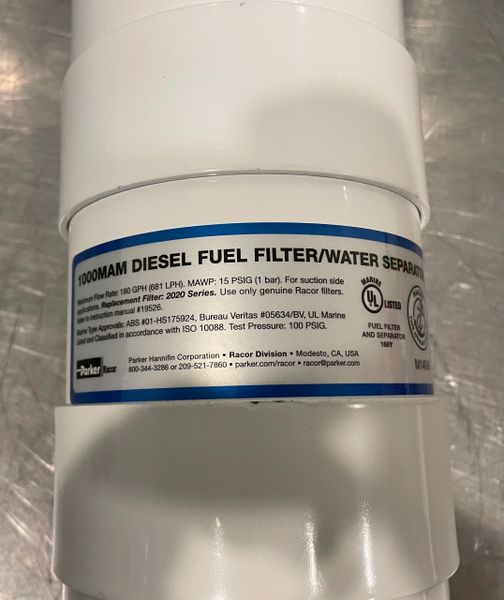 1000MAM DIESEL FUEL FILTER/WATER SEPARATO
Maximum Flow Rate: 180 GPH (681 LPH). MAWP: 15 PSIG (1 bar). For suction side
applications. Replacement Filter: 2020 Series. Use only genuine Racor filters.
Refer to Instruction manual #19526.
Marine Type Approvals: ABS #01-HS175924, Bureau Veritas #05634/BV, UL Marine
Listed and Classified in accordance with ISO 10088. Test Pressure: 100 PSIG.
Parker Racor
Parker Hannifin Corporation • Racor Division • Modesto, CA, USA
800-344-3286 or 209-521-7860 • parker.com/racor • racor@parker.com
MARINE
UL LISTED
FUEL FILTER
AND SEPARATOR
168Y